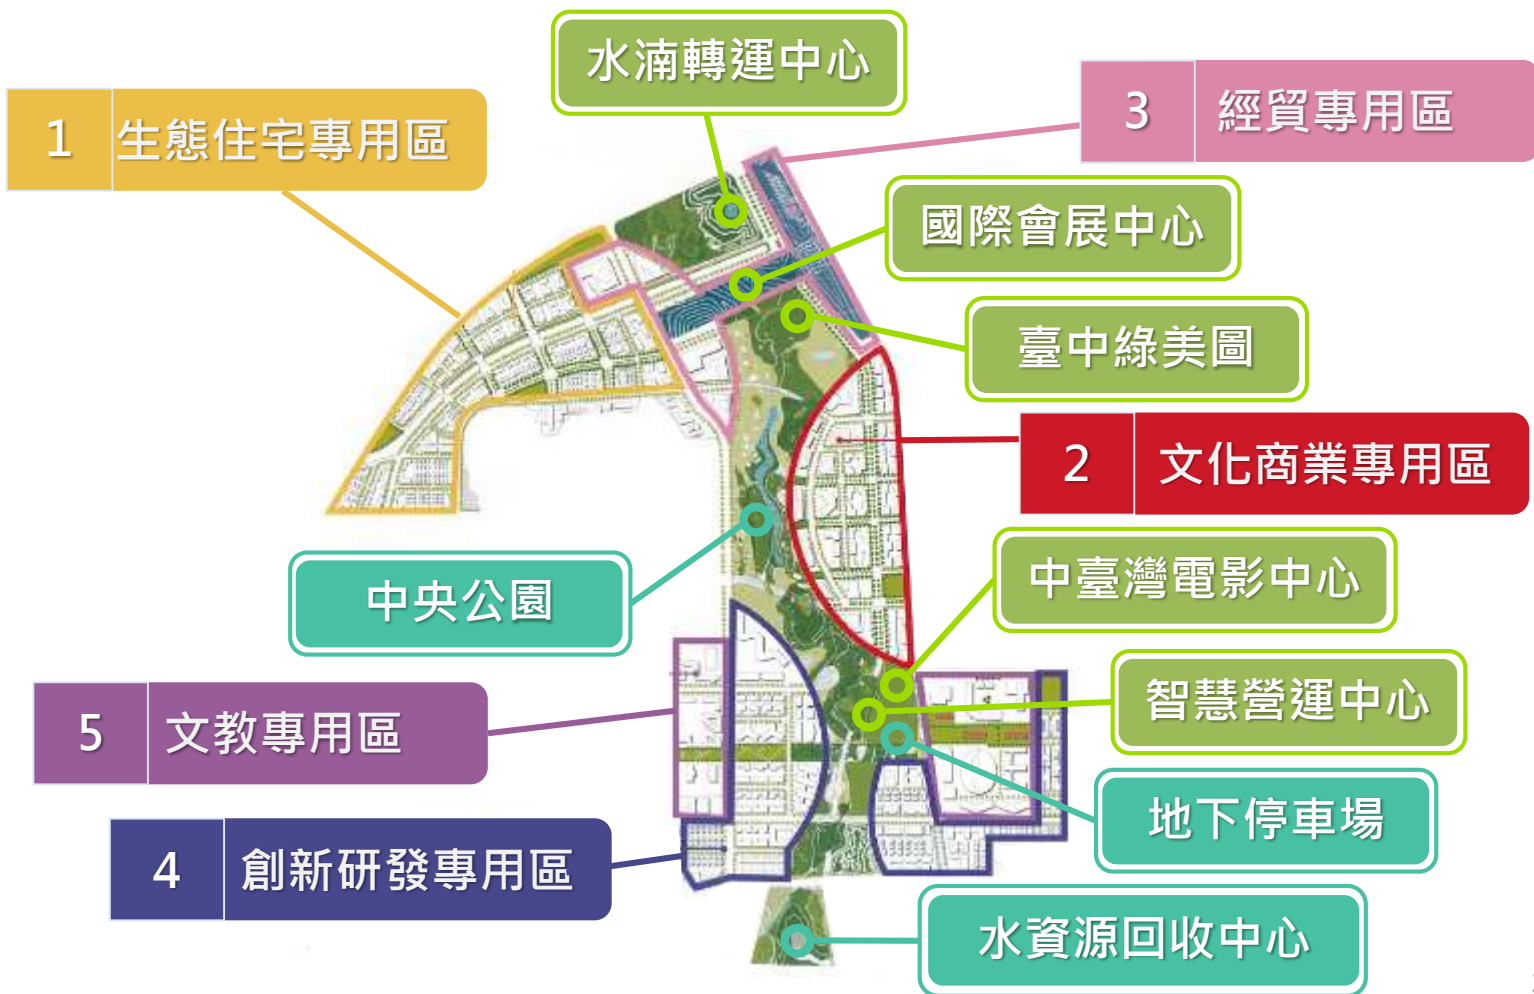 水湳轉運中心
1 生態住宅專用區
3 經貿專用區
國際會展中心
臺中綠美圖
2 文化商業專用區
中臺灣電影中心
中央公園
智慧營運中心
5 文教專用區
地下停車場
4 創新研發專用區
水資源回收中心